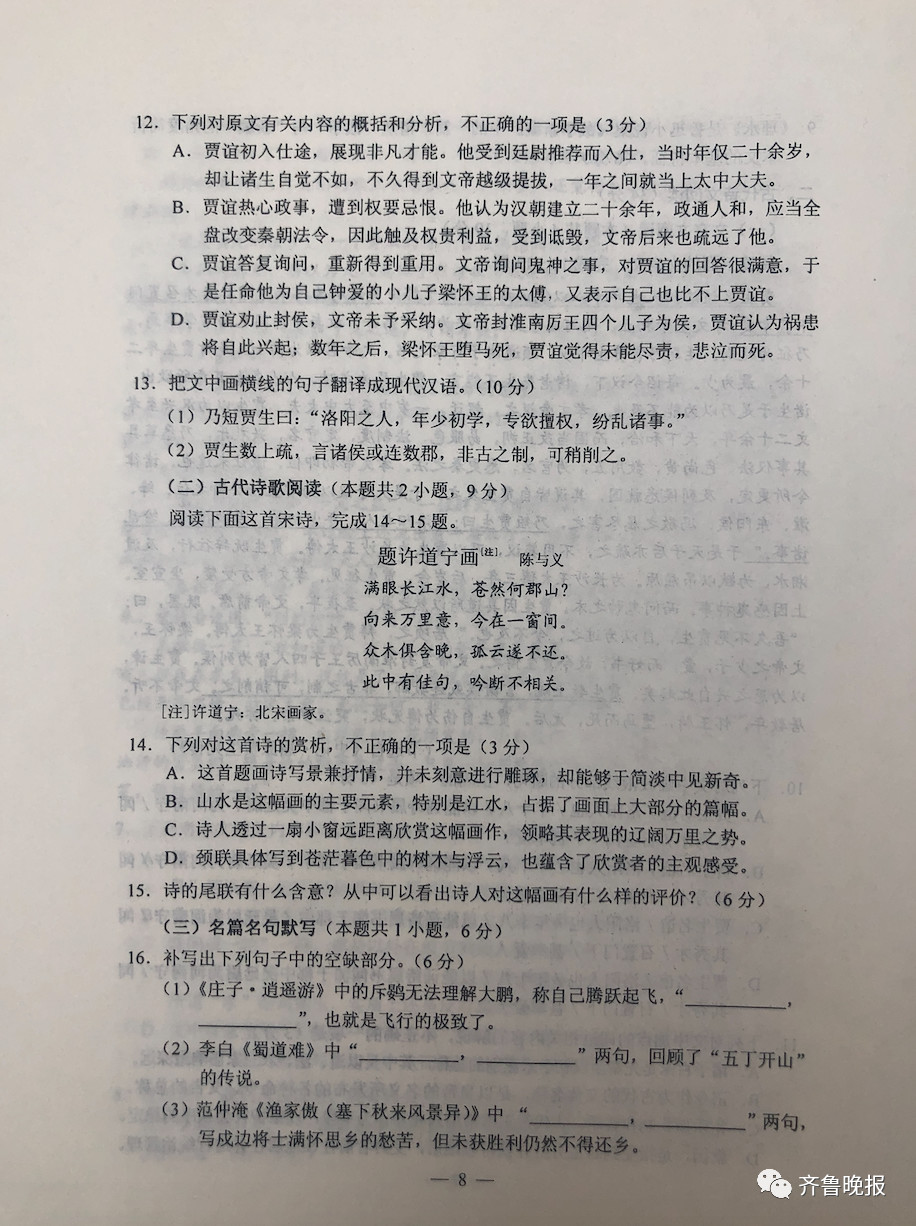 12．下列对原文有关内容的概括和分析，不正确的一项是（3 分）
A．贾谊初入仕途，展现非凡才能。他受到廷尉推荐而入仕，当时年仅二十余岁，
却让诸生自觉不如，不久得到文帝越级提拔，一年之间就当上太中大夫。
B．贾谊热心政事，遭到权要忌恨。他认为汉朝建立二十余年，政通人和，应当全
盘改变秦朝法令，因此触及权贵利益，受到诋毁，文帝后来也疏远了他。
C．贾谊答复询问，重新得到重用。文帝询问鬼神之事，对贾谊的回答很满意，于
是任命他为自己钟爱的小儿子梁怀王的太傅，又表示自己也比不上贾谊。
D．贾谊劝止封侯，文帝未予采纳。文帝封淮南厉王四个儿子为侯，贾谊认为祸患
将自此兴起；数年之后，梁怀王堕马死，贾谊觉得未能尽责，悲泣而死。
13．把文中画横线的句子翻译成现代汉语。（10 分）
（1）乃短贾生曰：“洛阳之人，年少初学，专欲擅权，纷乱诸事。”
（2）贾生数上疏，言诸侯或连数郡，非古之制，可稍削之。
（二）古代诗歌阅读（本题共 2 小题，9 分）
阅读下面这首宋诗，完成 14～15 题。
题许道宁画[注] 陈与义
满眼长江水，苍然何郡山？
向来万里意，今在一窗间。
众木俱含晚，孤云遂不还。
此中有佳句，吟断不相关。
[注]许道宁：北宋画家。
14．下列对这首诗的赏析，不正确的一项是（3 分）
A．这首题画诗写景兼抒情，并未刻意进行雕琢，却能够于简淡中见新奇。
B．山水是这幅画的主要元素，特别是江水，占据了画面上大部分的篇幅。
C．诗人透过一扇小窗远距离欣赏这幅画作，领略其表现的辽阔万里之势。
D．颈联具体写到苍茫暮色中的树木与浮云，也蕴含了欣赏者的主观感受。
15．诗的尾联有什么含意？从中可以看出诗人对这幅画有什么样的评价？（6 分）
（三）名篇名句默写（本题共 1 小题，6 分）
16．补写出下列句子中的空缺部分。（6 分）
（1）《庄子·逍遥游》中的斥鴳无法理解大鹏，称自己腾跃起飞，“__________，
__________”，也就是飞行的极致了。
（2）李白《蜀道难》中“__________，__________”两句，回顾了“五丁开山”
的传说。
（3）范仲淹《渔家傲（塞下秋来风景异）》中 “__________，__________”两句，
写戍边将士满怀思乡的愁苦，但未获胜利仍然不得还乡。
— 8 —
齐鲁晚报